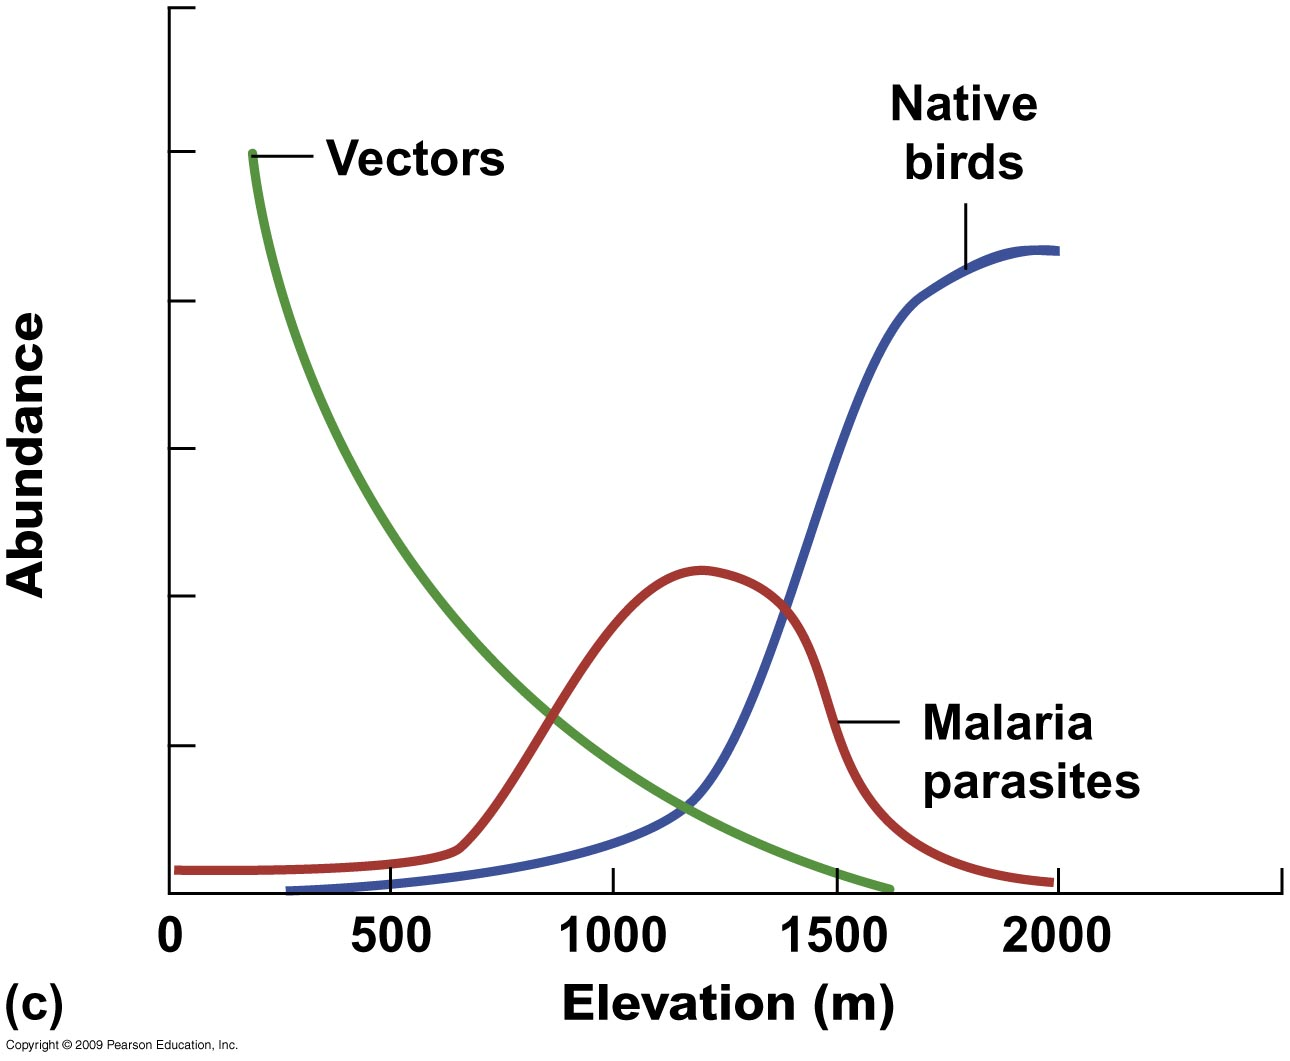 Native
birds
Vectors
Abundance
Malaria
parasites
0 500 1000 1500 2000
Elevation (m)
(c)
Copyright © 2009 Pearson Education, Inc.